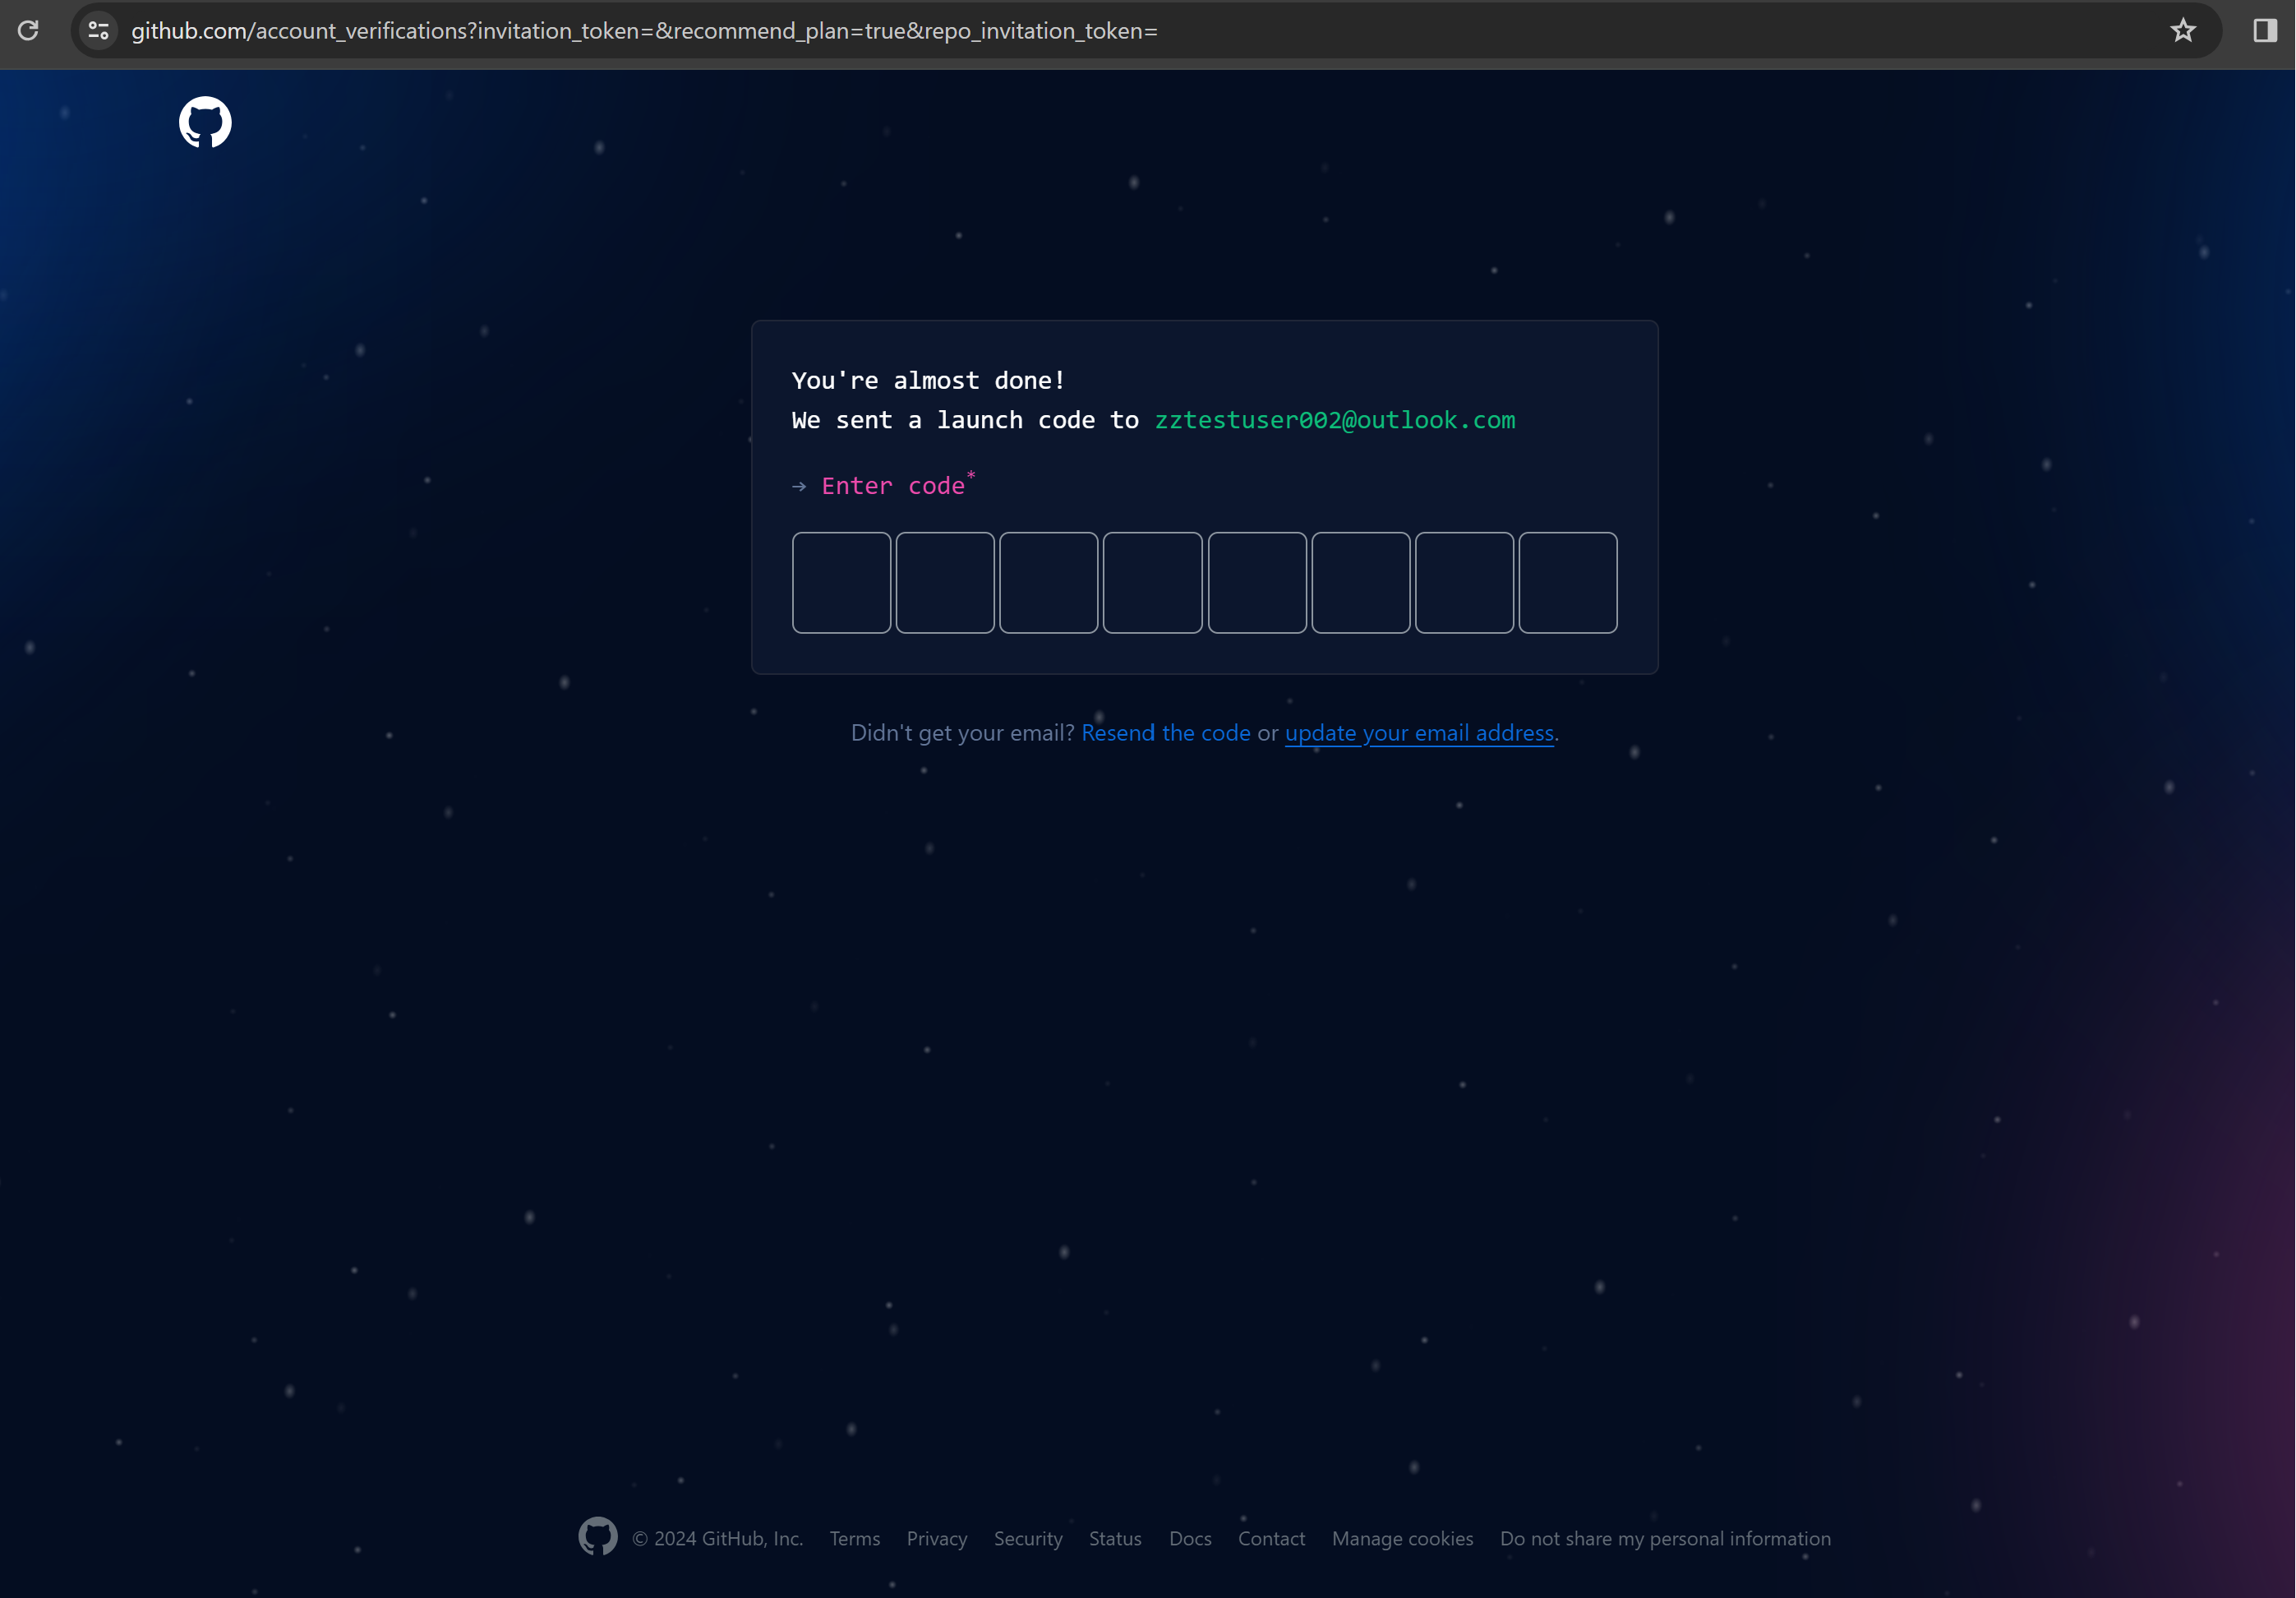 github.com/account_verifications?invitation_token=&recommend_plan=true&repo_invitation_token=
You're almost done!
We sent a launch code to zztestuser002@outlook.com
→ Enter code*
Didn't get your email? Resend the code or update your email address.
© 2024 GitHub, Inc. Terms Privacy Security Status Docs Contact Manage cookies Do not share my personal information